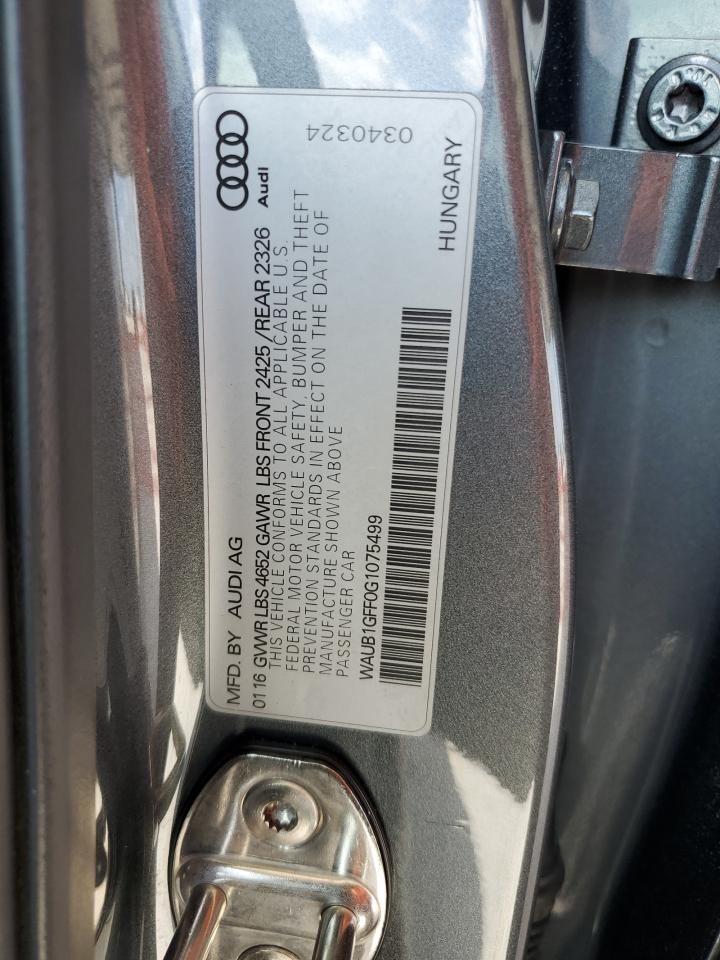 Audi
0340324
MFD. BY AUDI AG
01 16 GVWR LBS 4652 GAWR LBS FRONT 2425 /REAR 2326
THIS VEHICLE CONFORMS TO ALL APPLICABLE U.S.
FEDERAL MOTOR VEHICLE SAFETY, BUMPER AND THEFT
PREVENTION STANDARDS IN EFFECT ON THE DATE OF
MANUFACTURE SHOWN ABOVE
PASSENGER CAR
WAUB1GFF0G1075499
HUNGARY